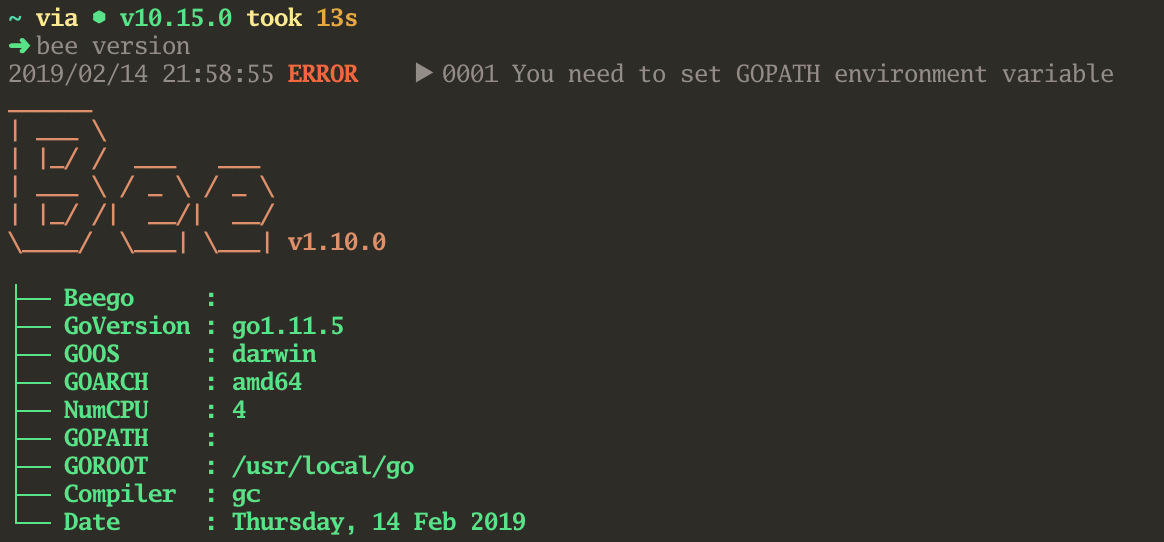 ~ via ⬢ v10.15.0 took 13s
➜ bee version
2019/02/14 21:58:55 ERROR    ▶ 0001 You need to set GOPATH environment variable
______
| ___ \
| |_/ /  ___   ___
| ___ \ / _ \ / _ \
| |_/ /|  __/|  __/
\____/  \___| \___| v1.10.0
├── Beego     :
├── GoVersion : go1.11.5
├── GOOS      : darwin
├── GOARCH    : amd64
├── NumCPU    : 4
├── GOPATH    :
├── GOROOT    : /usr/local/go
├── Compiler  : gc
└── Date      : Thursday, 14 Feb 2019